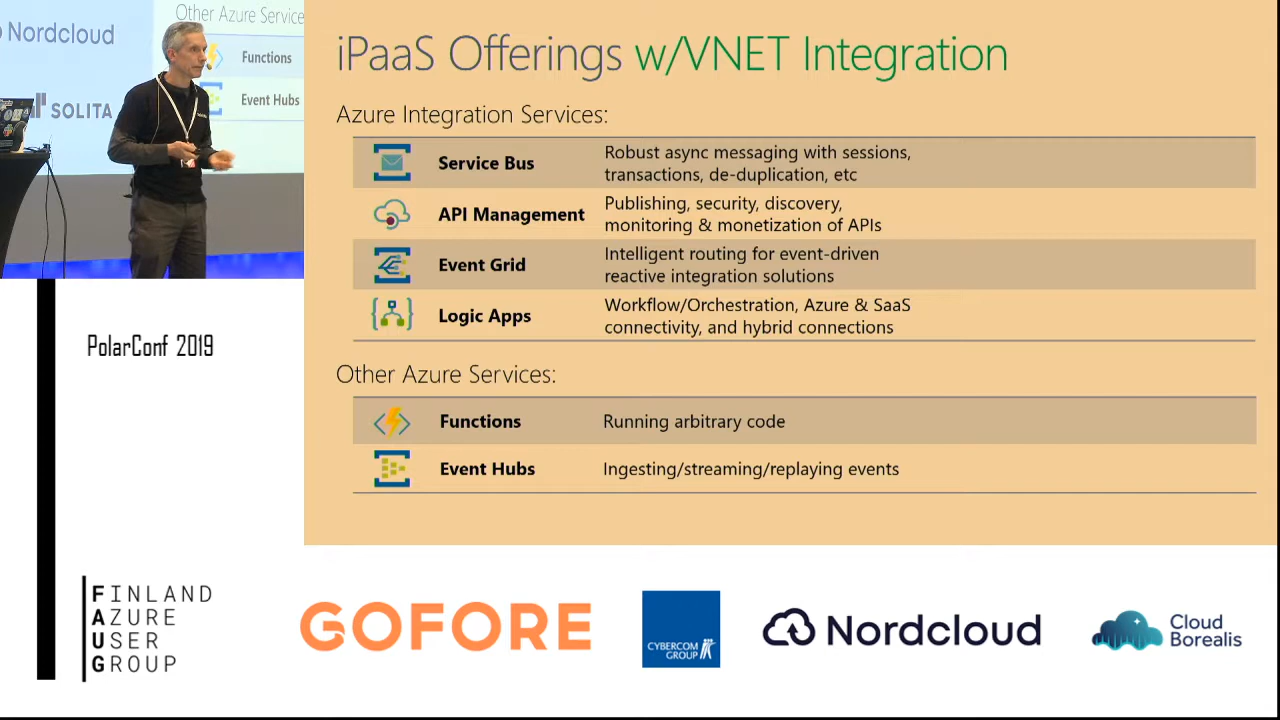 Other Azure Service
Nordcloud
Functions
SOLITA
Event Hubs
PolarConf 2019
iPaaS Offerings w/VNET Integration
Azure Integration Services:
Service Bus
Robust async messaging with sessions,
transactions, de-duplication, etc
API Management
Publishing, security, discovery,
monitoring & monetization of APIs
Event Grid
Intelligent routing for event-driven
reactive integration solutions
Logic Apps
Workflow/Orchestration, Azure & SaaS
connectivity, and hybrid connections
Other Azure Services:
Functions
Running arbitrary code
Event Hubs
Ingesting/streaming/replaying events
FINLAND
AZURE
USER
GROUP
GOFORE
CYBERCOM
GROUP
Nordcloud
Cloud
Borealis